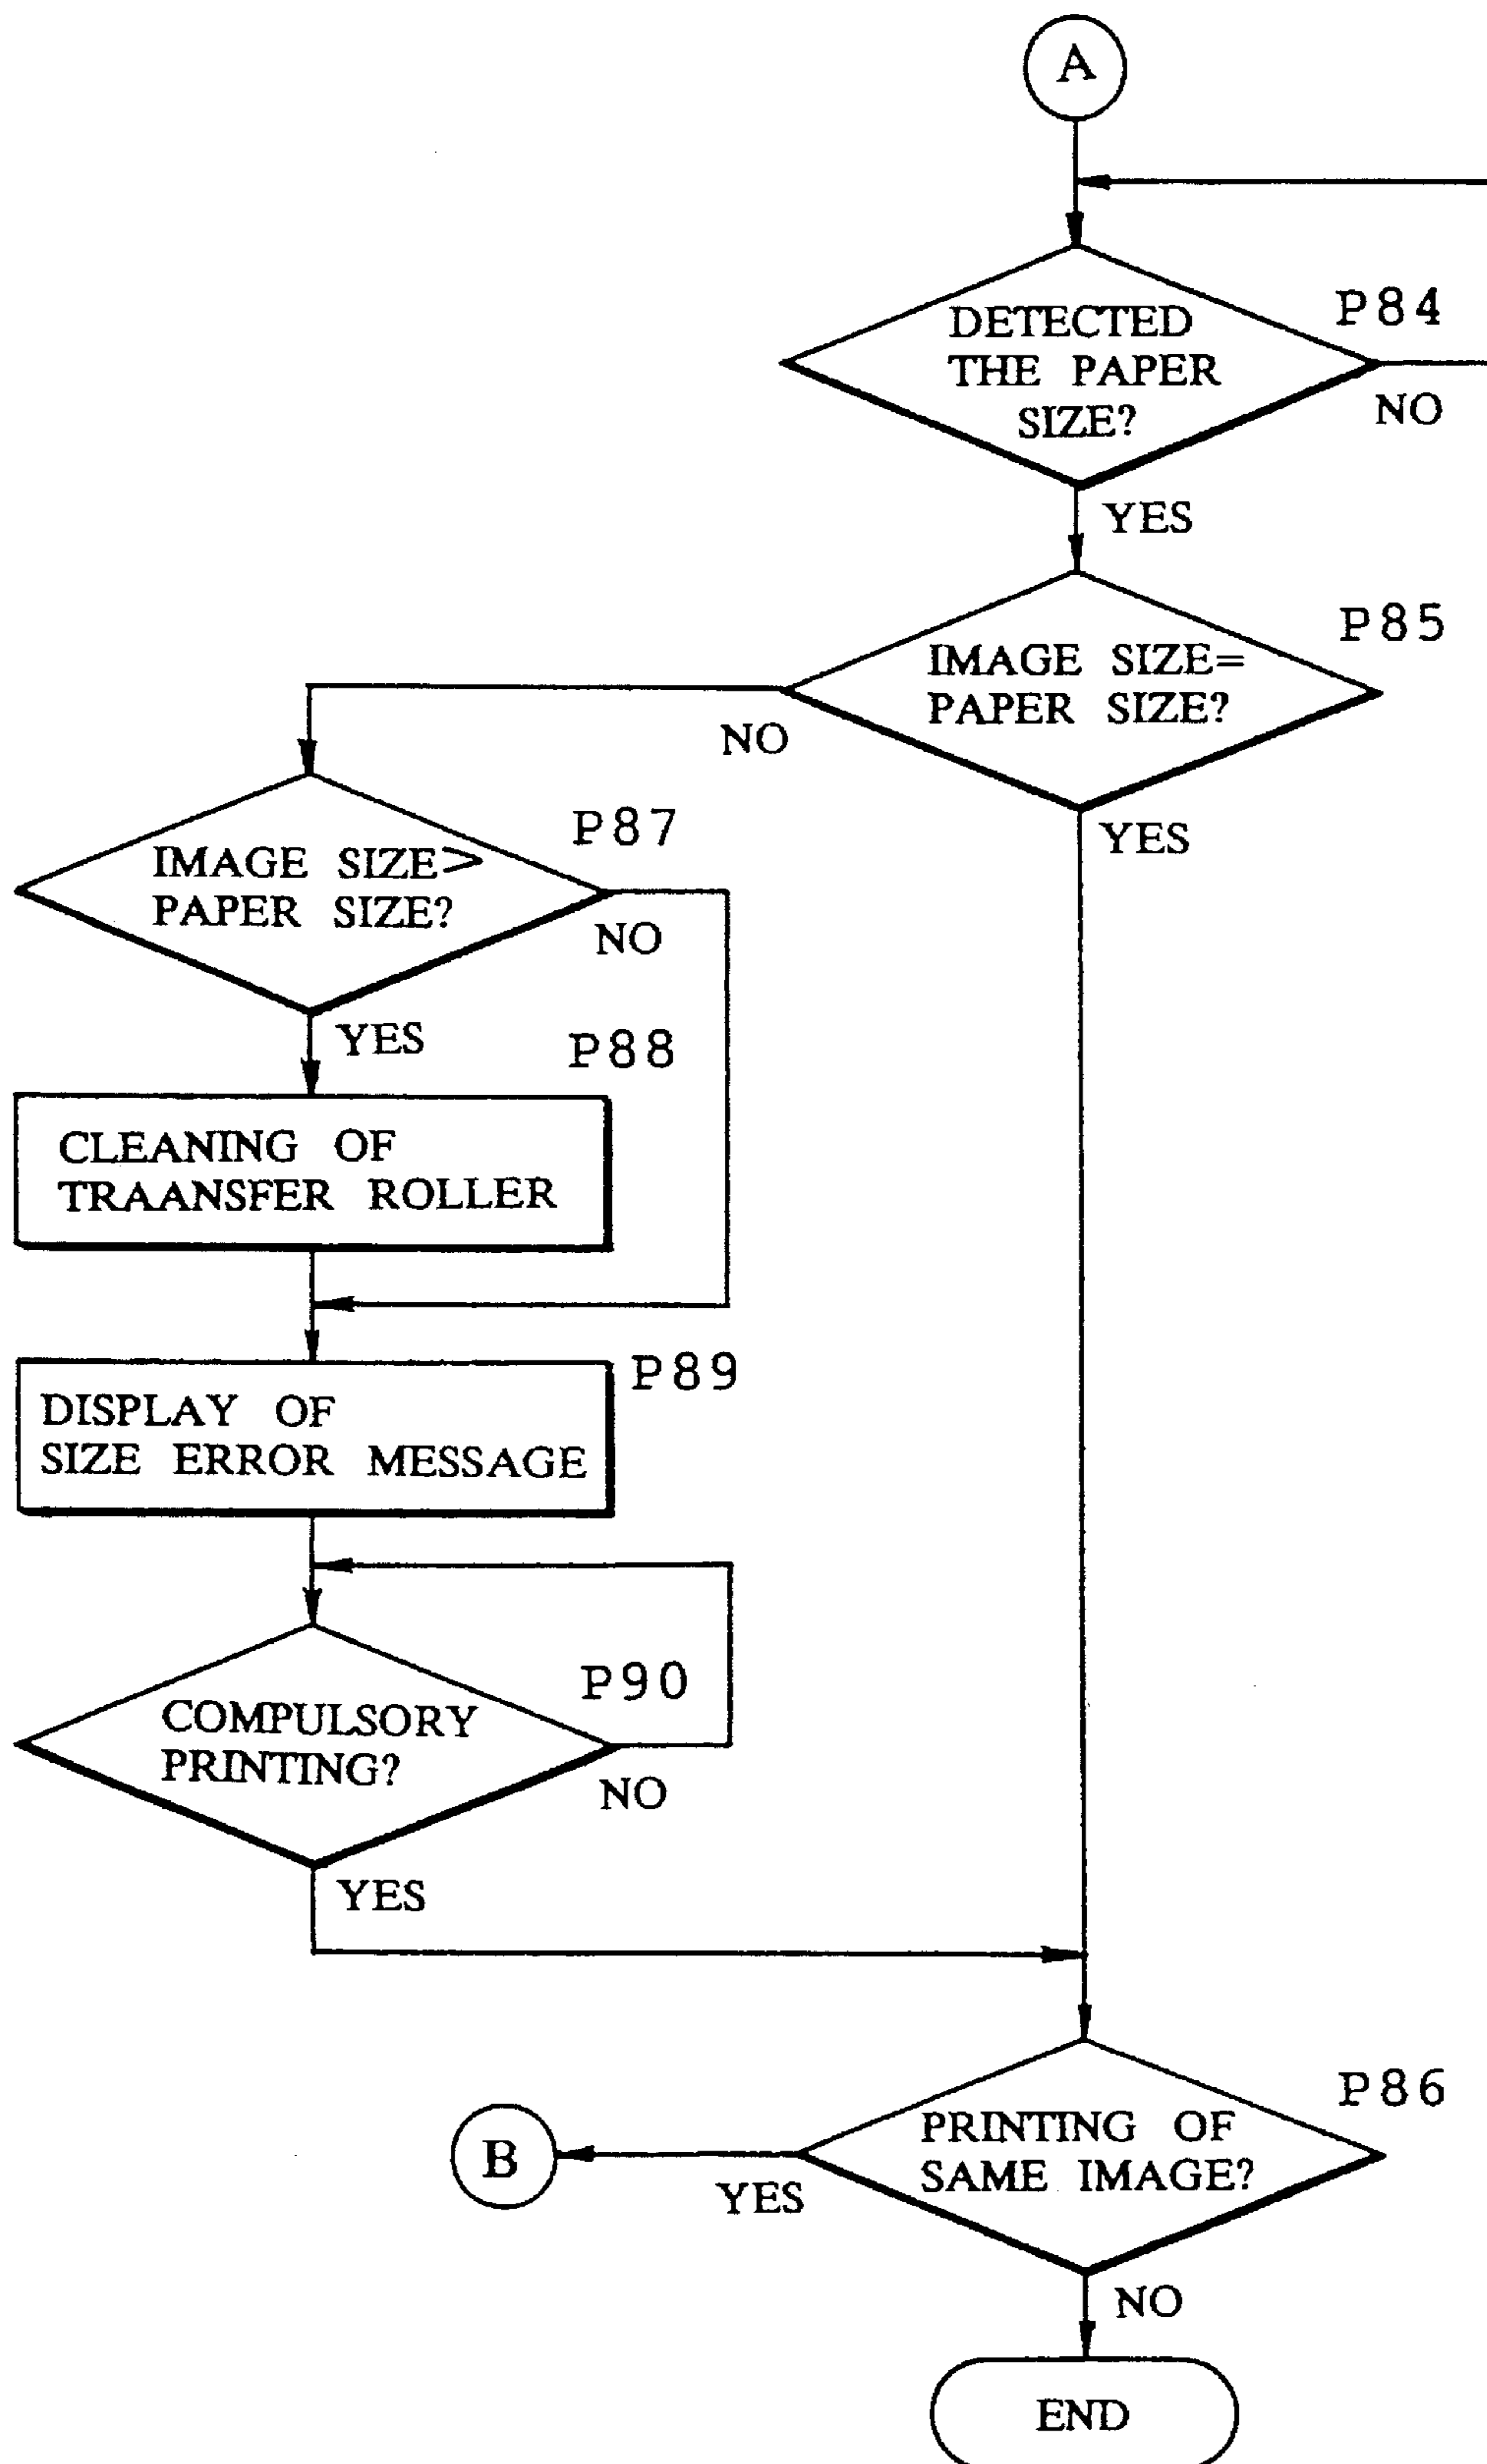 A
P84
DETECTED
THE PAPER
SIZE?
NO
YES
P85
IMAGE SIZE=
PAPER SIZE?
NO
YES
P87
IMAGE SIZE>
PAPER SIZE?
NO
YES
P88
CLEANING OF
TRAANSFER ROLLER
P89
DISPLAY OF
SIZE ERROR MESSAGE
P90
COMPULSORY
PRINTING?
NO
YES
P86
PRINTING OF
SAME IMAGE?
B
YES
NO
END